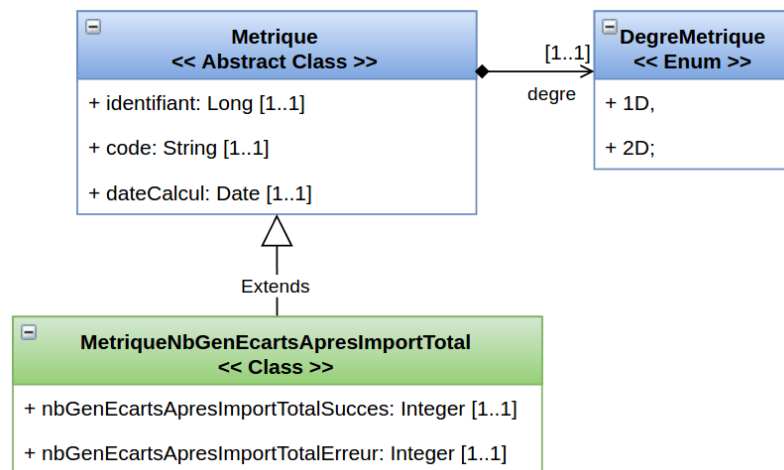 Metrique
<< Abstract Class >>
+ identifiant: Long [1..1]
+ code: String [1..1]
+ dateCalcul: Date [1..1]
[1..1]
degre
DegreMetrique
<< Enum >>
+ 1D,
+ 2D;
Extends
MetriqueNbGenEcartsApresImportTotal
<< Class >>
+ nbGenEcartsApresImportTotalSucces: Integer [1..1]
+ nbGenEcartsApresImportTotalErreur: Integer [1..1]